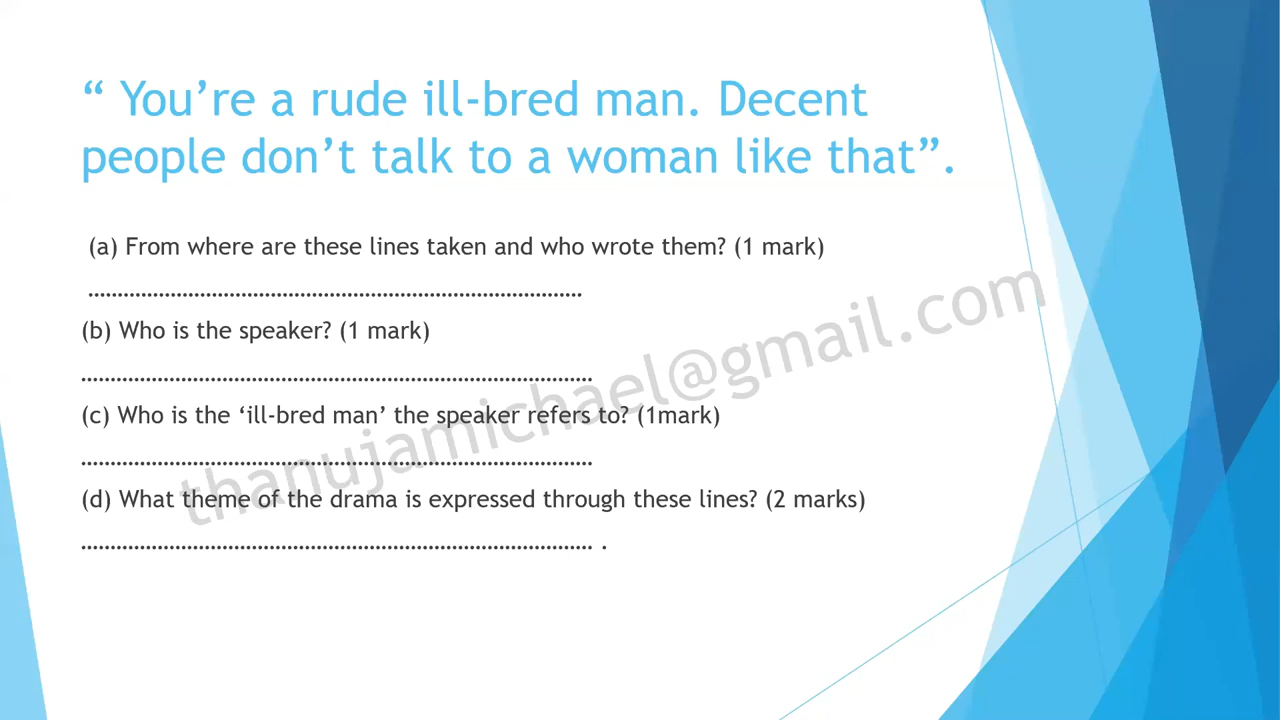 “ You’re a rude ill-bred man. Decent
people don’t talk to a woman like that”.
(a) From where are these lines taken and who wrote them? (1 mark)
....................................................................................
(b) Who is the speaker? (1 mark)
.......................................................................................
(c) Who is the ‘ill-bred man’ the speaker refers to? (1mark)
.......................................................................................
(d) What theme of the drama is expressed through these lines? (2 marks)
....................................................................................... .
thanujamichael@gmail.com